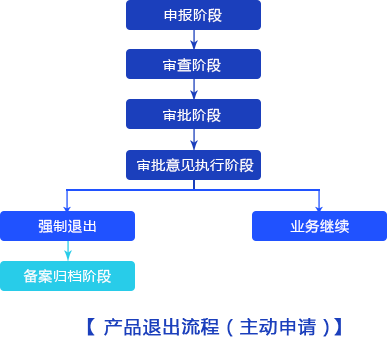 申报阶段
审查阶段
审批阶段
审批意见执行阶段
强制退出
业务继续
备案归档阶段
【 产品退出流程（主动申请）】